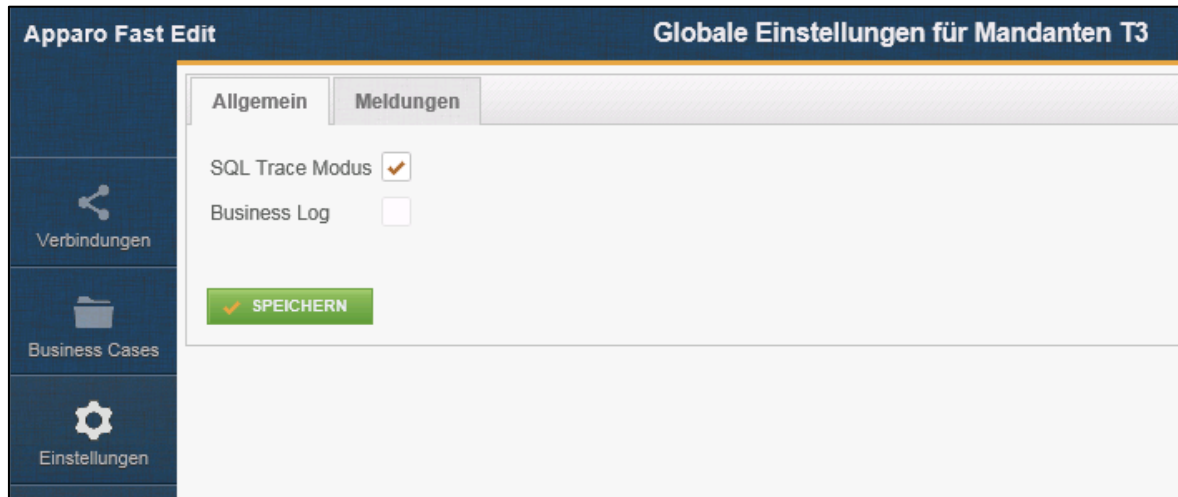 Apparo Fast Edit
Globale Einstellungen für Mandanten T3
Allgemein
Meldungen
SQL Trace Modus
Business Log
SPEICHERN
Verbindungen
Business Cases
Einstellungen